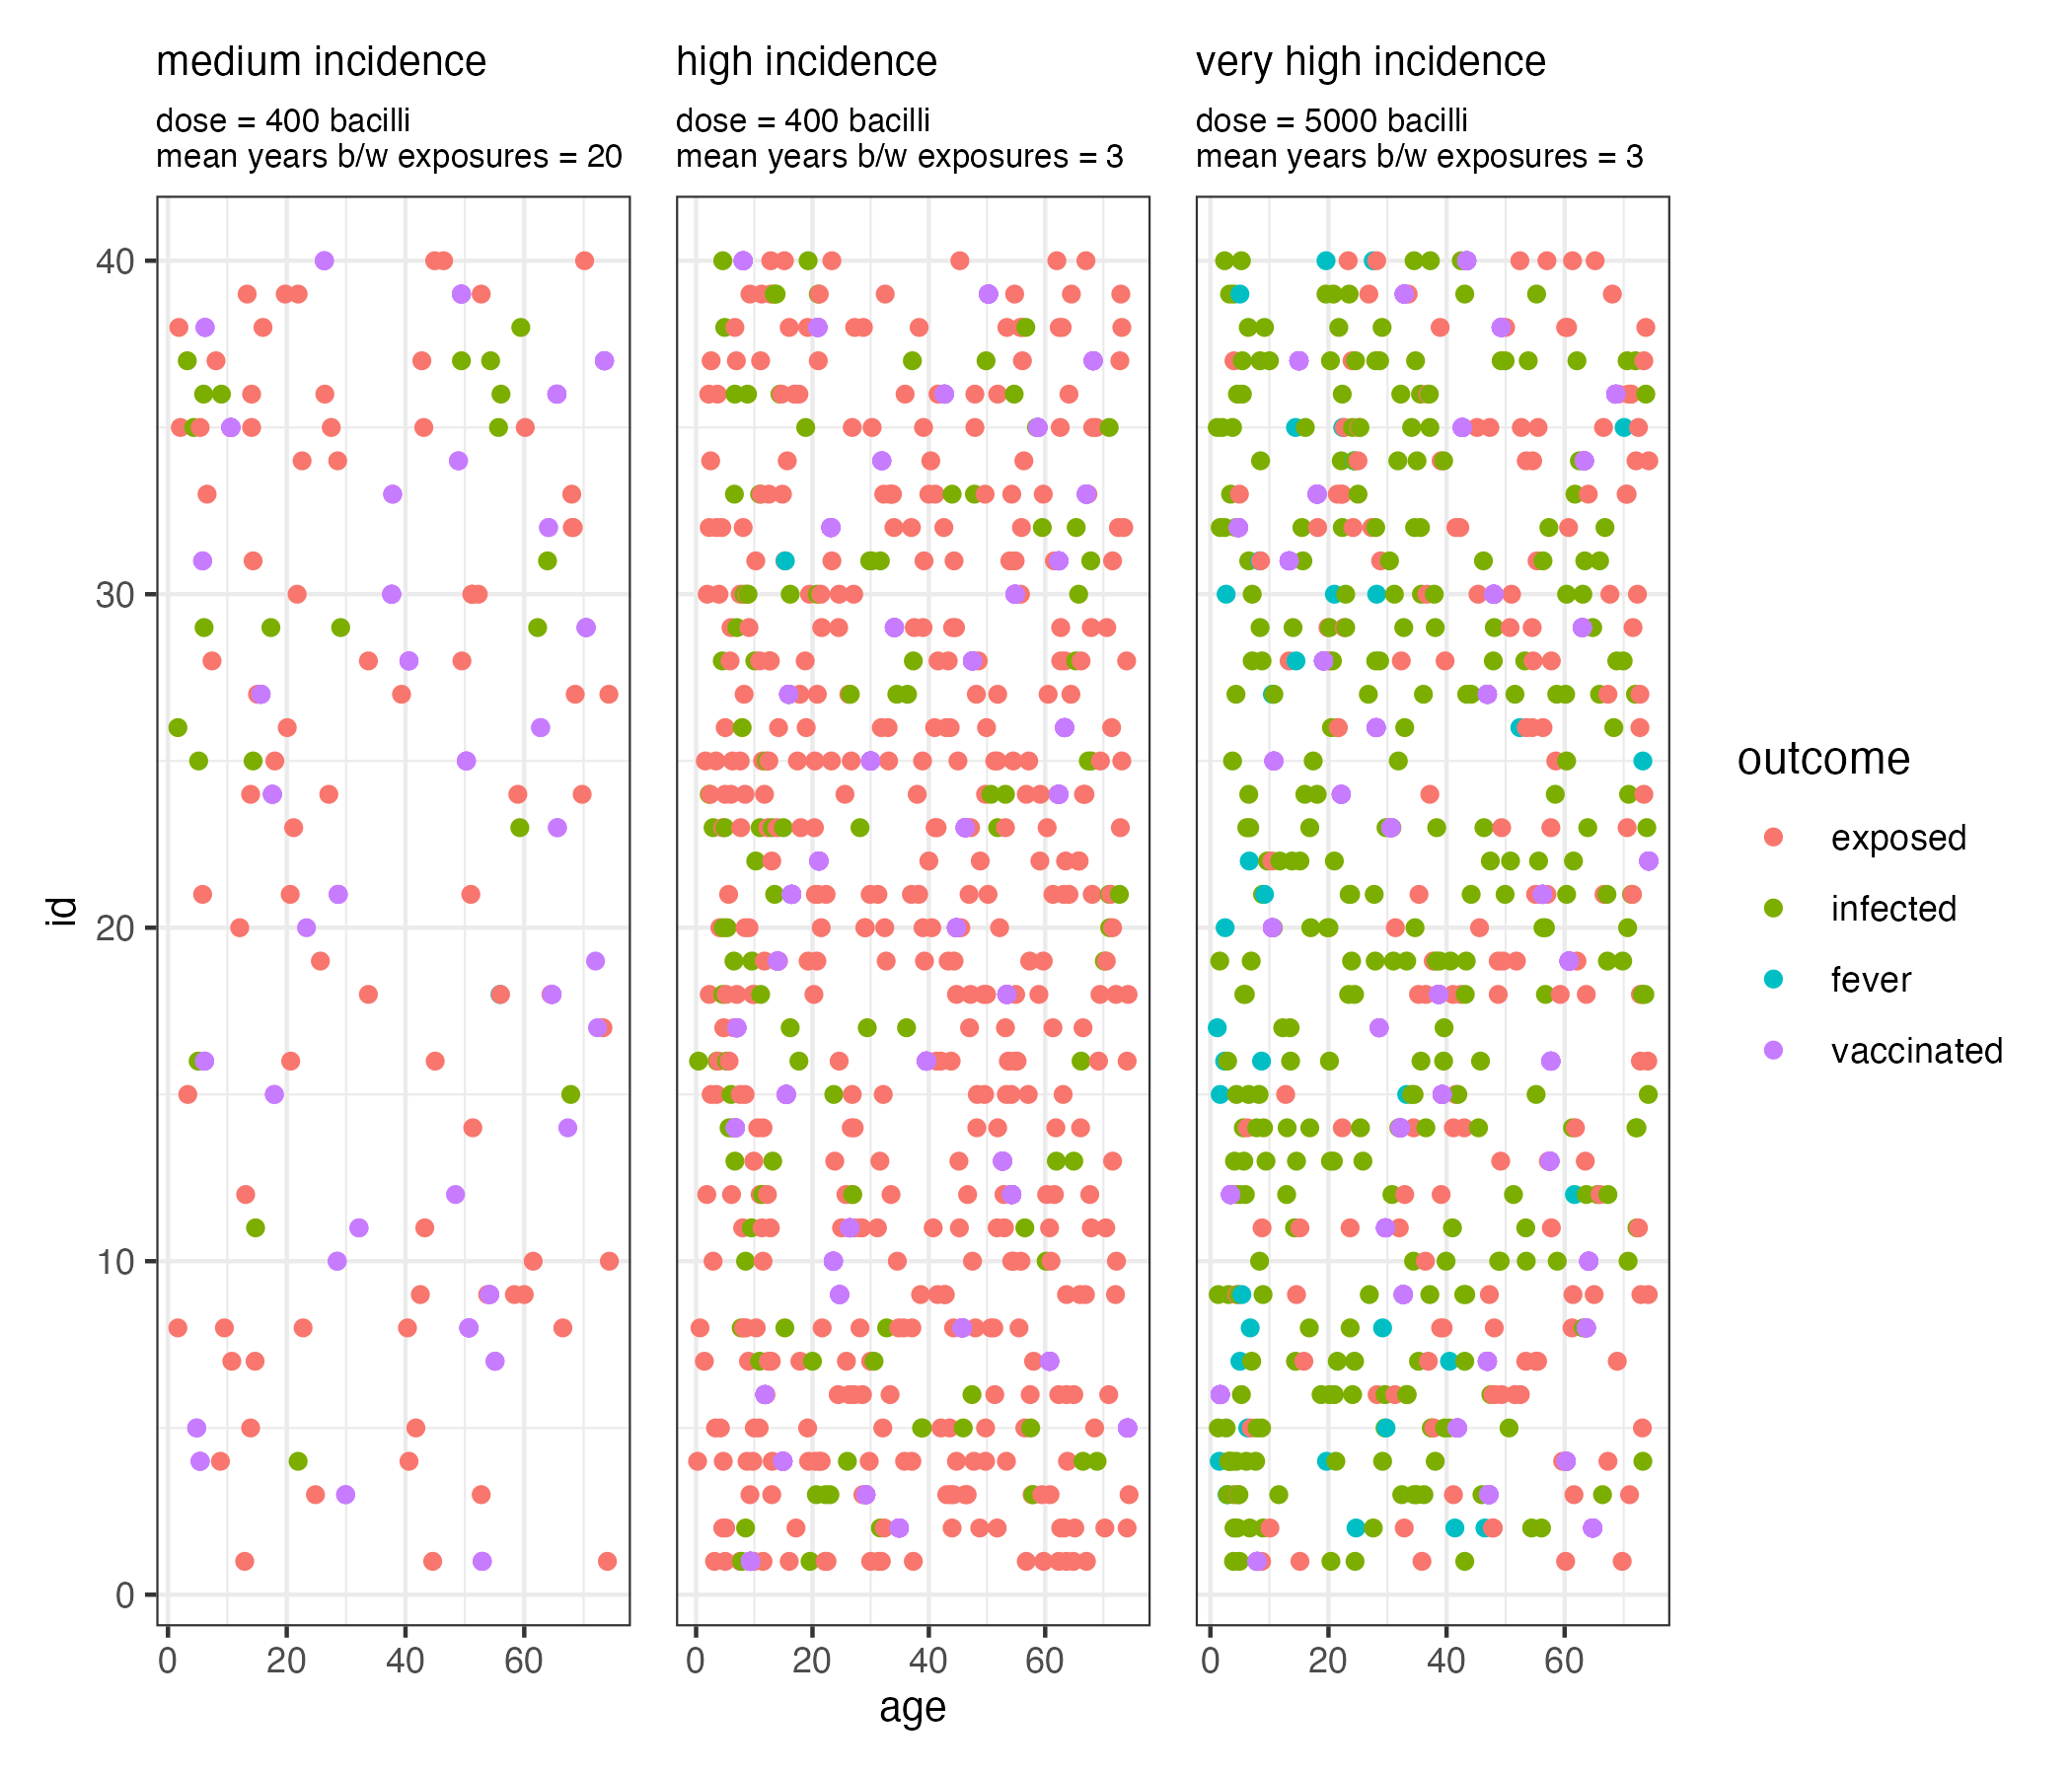 medium incidence
dose = 400 bacilli
mean years b/w exposures = 20
high incidence
dose = 400 bacilli
mean years b/w exposures = 3
very high incidence
dose = 5000 bacilli
mean years b/w exposures = 3
id
40
30
20
10
0
0 20 40 60
0 20 40 60
0 20 40 60
age
outcome
exposed
infected
fever
vaccinated